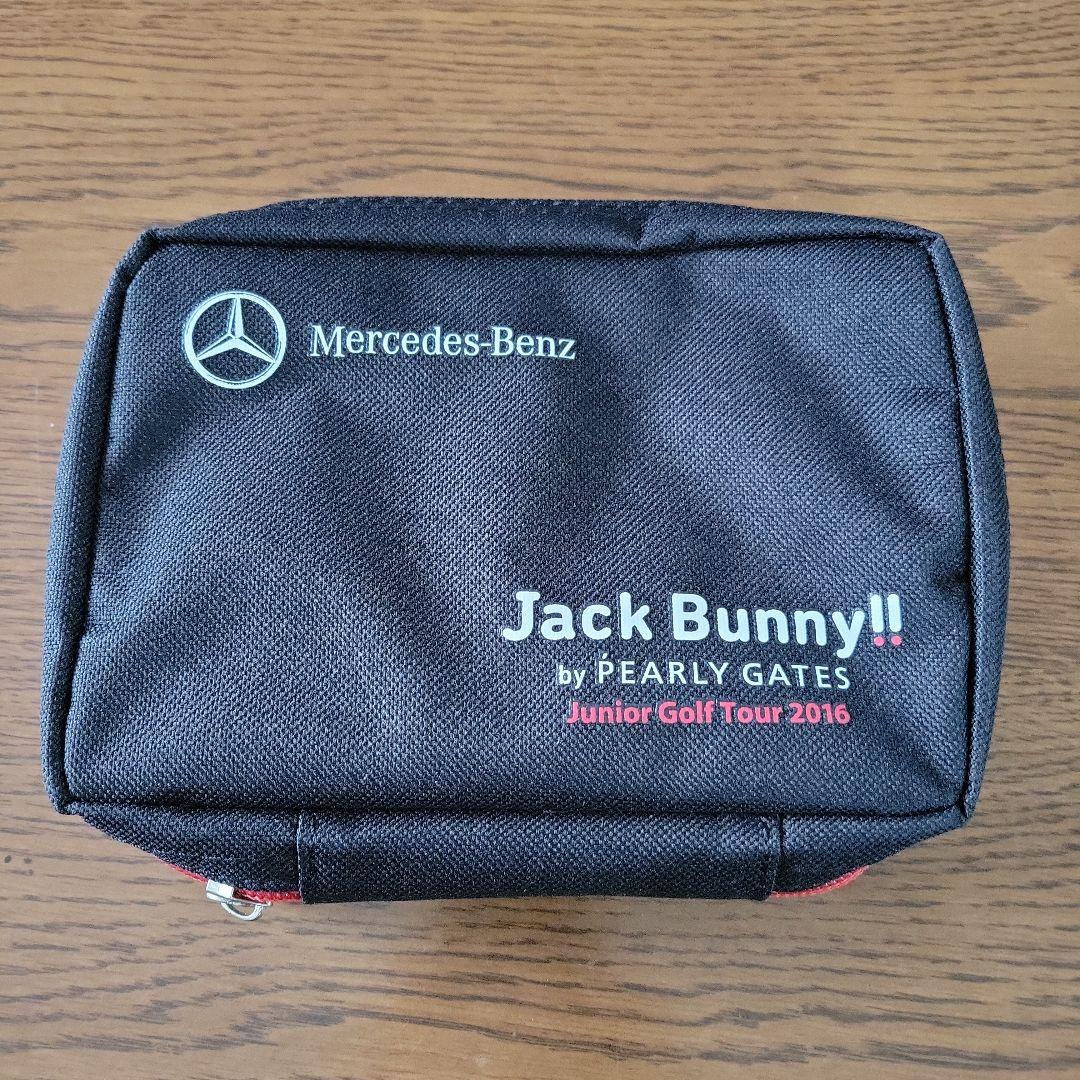 Mercedes-Benz
Jack Bunny!!
by PEARLY GATES
Junior Golf Tour 2016